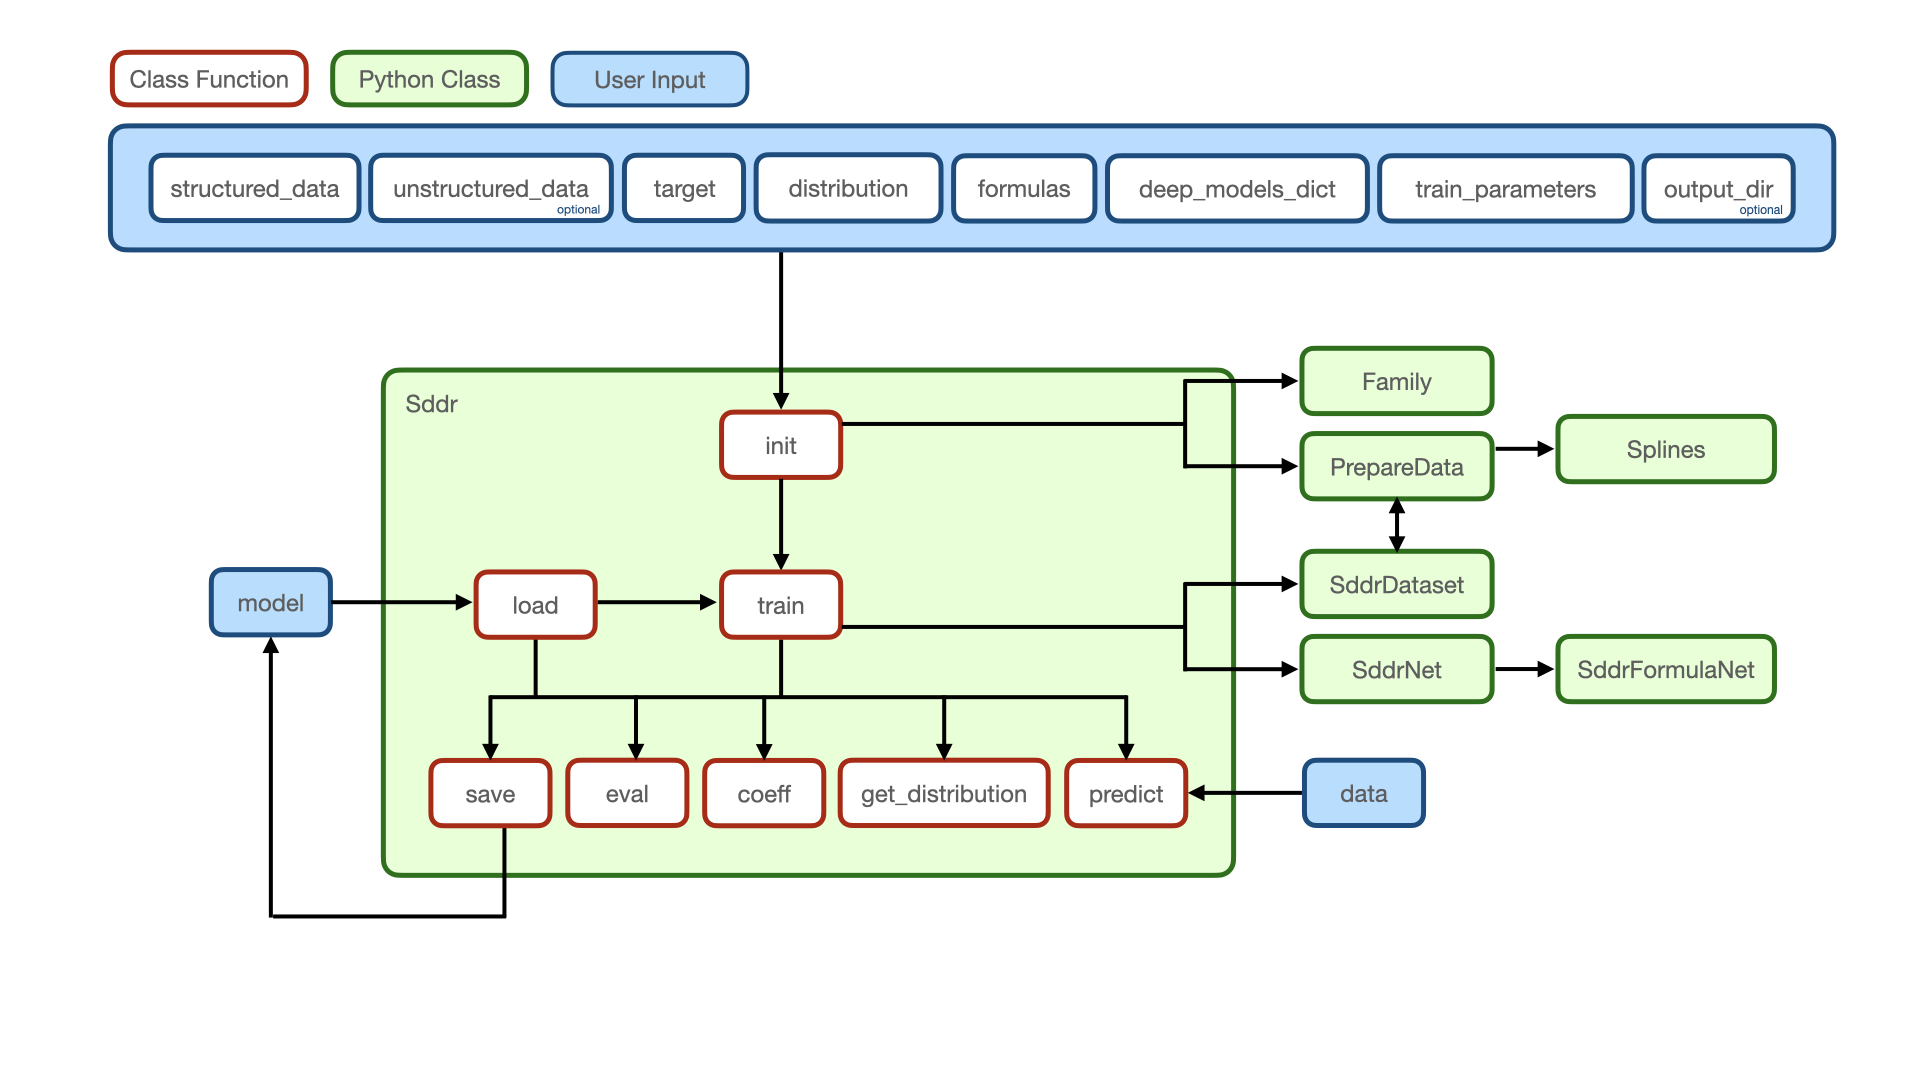 Class Function
Python Class
User Input
structured_data
unstructured_data
optional
target
distribution
formulas
deep_models_dict
train_parameters
output_dir
optional
Sddr
init
Family
PrepareData
Splines
model
load
train
SddrDataset
SddrNet
SddrFormulaNet
save
eval
coeff
get_distribution
predict
data